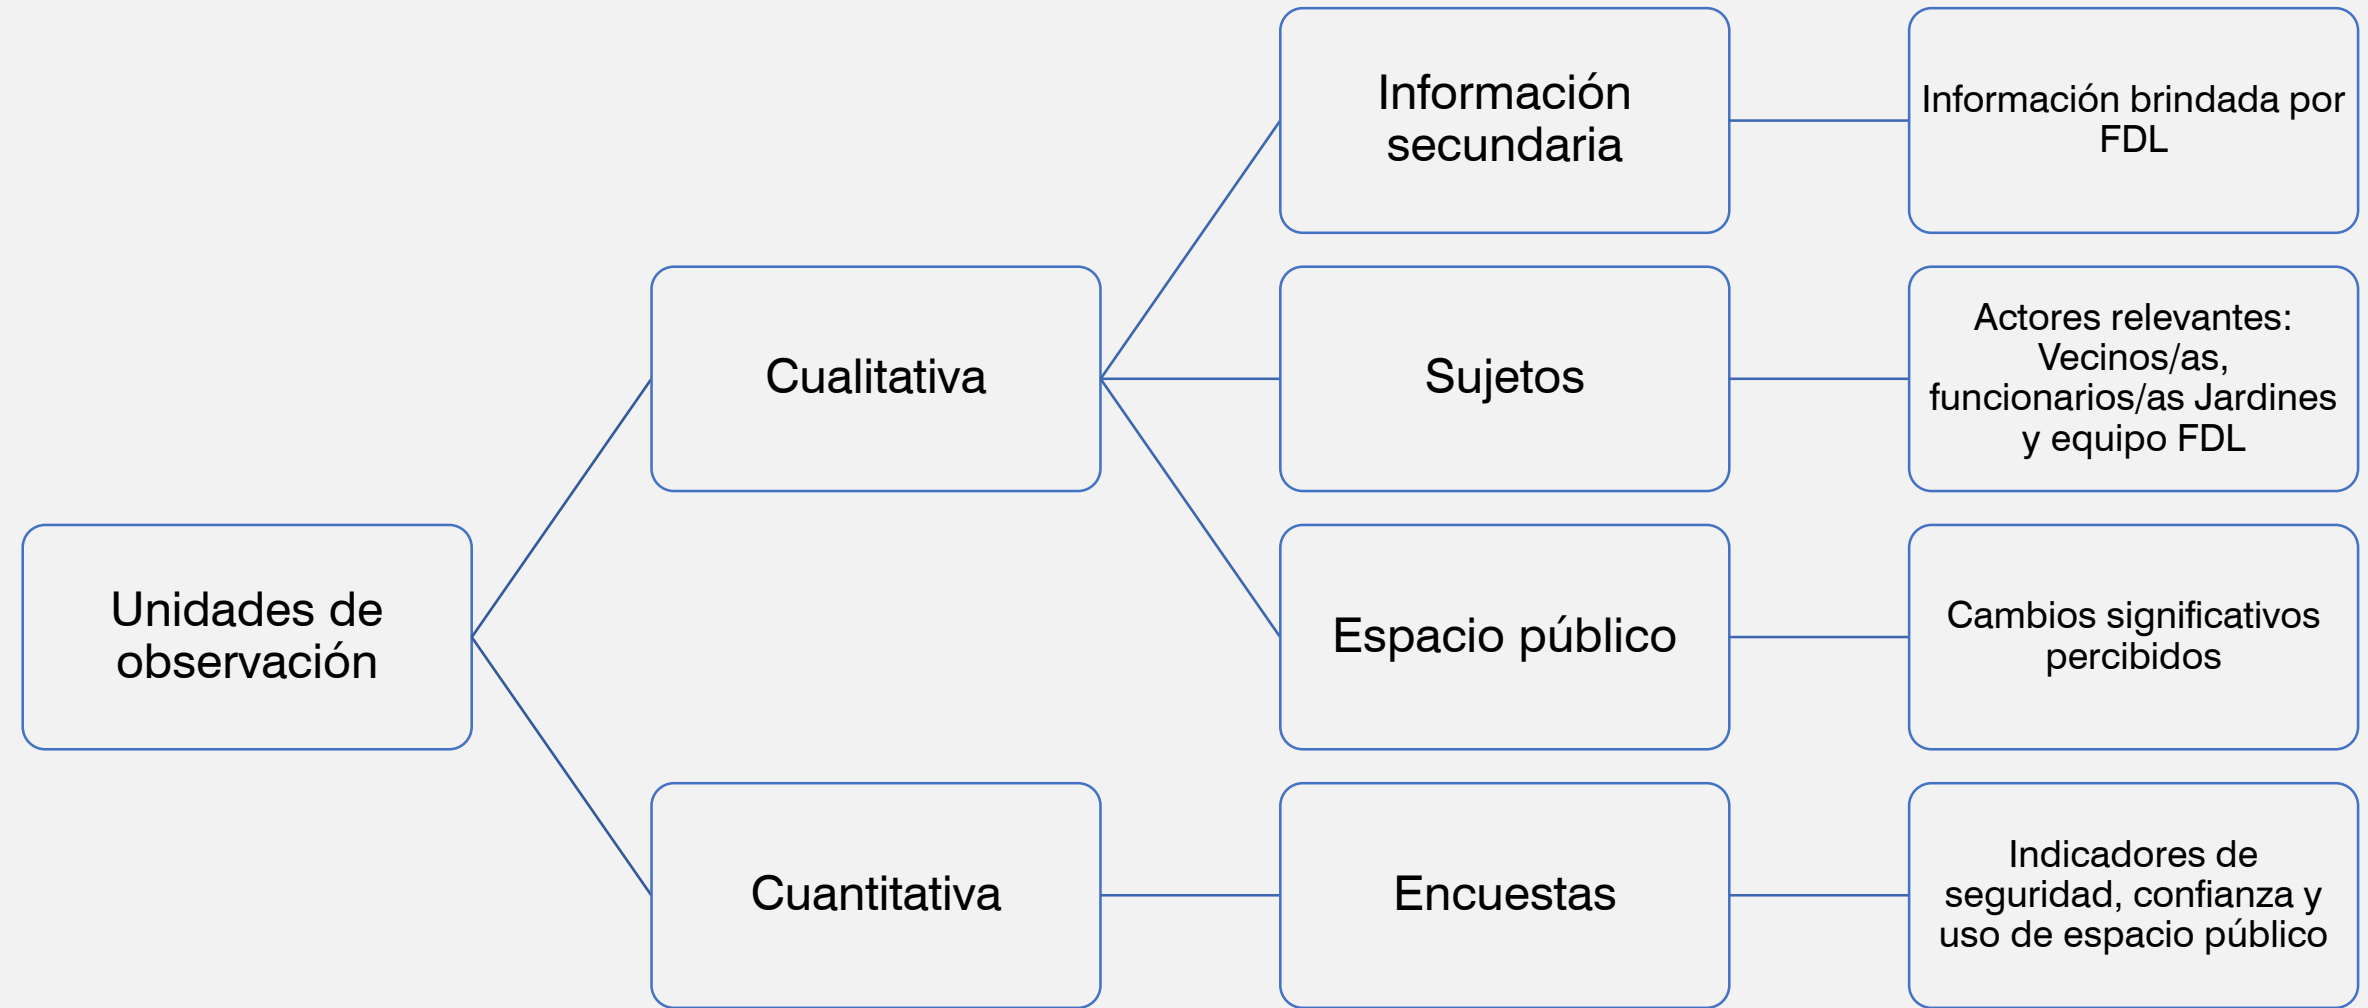 Unidades de
observación
Cualitativa
Información
secundaria
Información brindada por
FDL
Sujetos
Actores relevantes:
Vecinos/as,
funcionarios/as Jardines
y equipo FDL
Espacio público
Cambios significativos
percibidos
Cuantitativa
Encuestas
Indicadores de
seguridad, confianza y
uso de espacio público